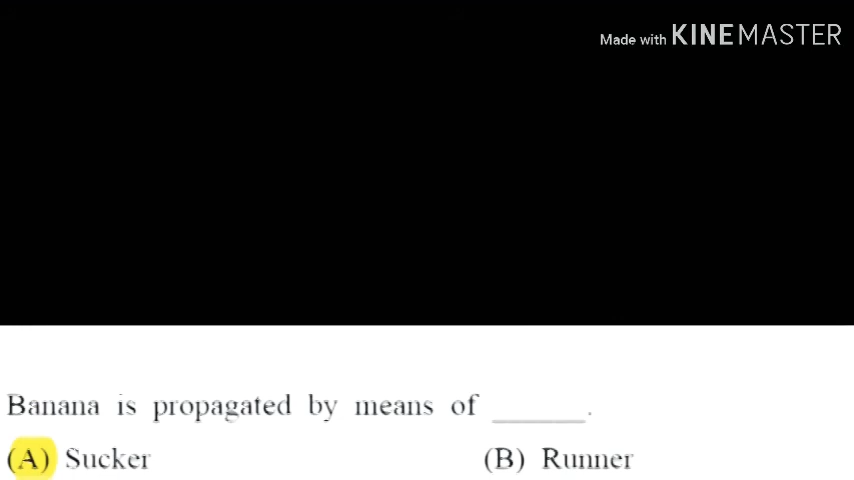 Made with KINEMASTER
Banana is propagated by means of ______.
(A) Sucker (B) Runner